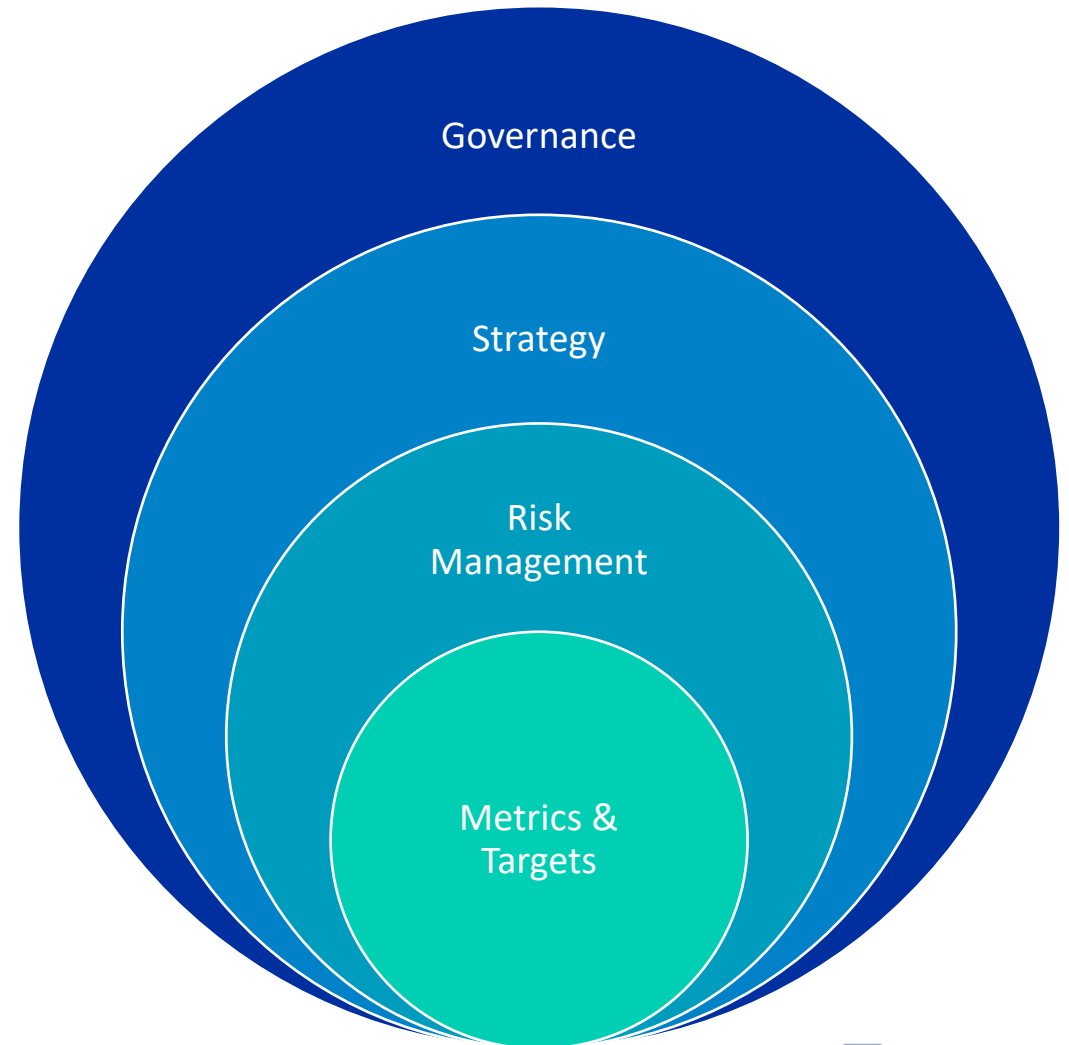 Governance
Strategy
Risk
Management
Metrics &
Targets